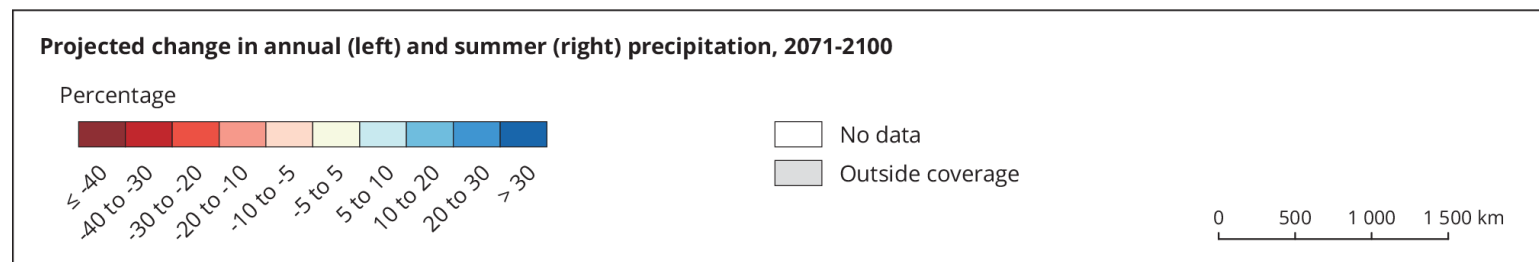 Projected change in annual (left) and summer (right) precipitation, 2071-2100
Percentage
≤ -40
-40 to -30
-30 to -20
-20 to -10
-10 to -5
-5 to 5
5 to 10
10 to 20
20 to 30
> 30
No data
Outside coverage
0 500 1 000 1 500 km